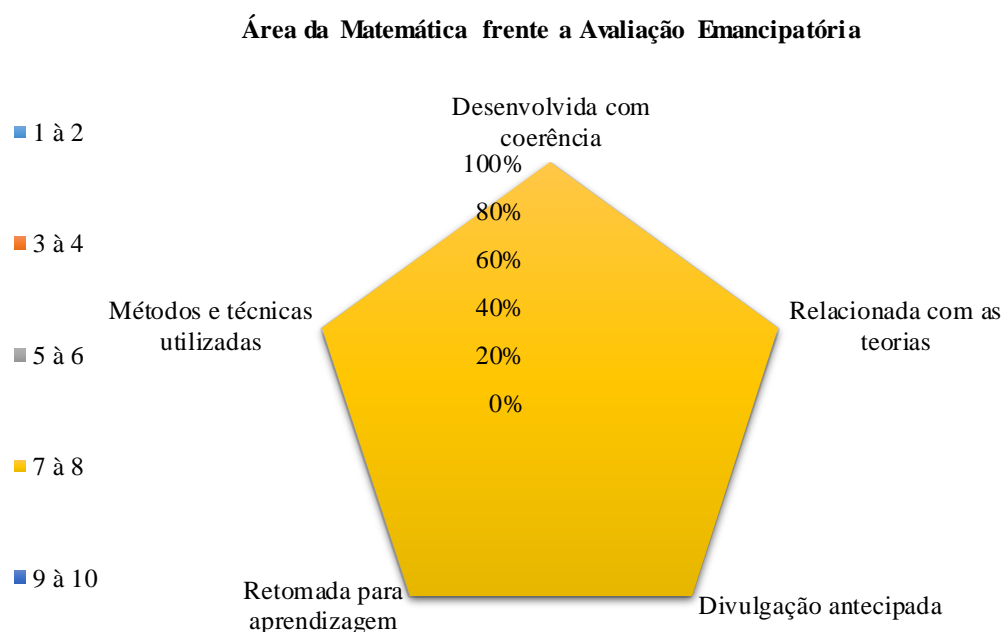 Área da Matemática frente a Avaliação Emancipatória
1 à 2
3 à 4
5 à 6
7 à 8
9 à 10
Desenvolvida com
coerência
100%
80%
60%
40%
20%
0%
Relacionada com as
teorias
Divulgação antecipada
Retomada para
aprendizagem
Métodos e técnicas
utilizadas